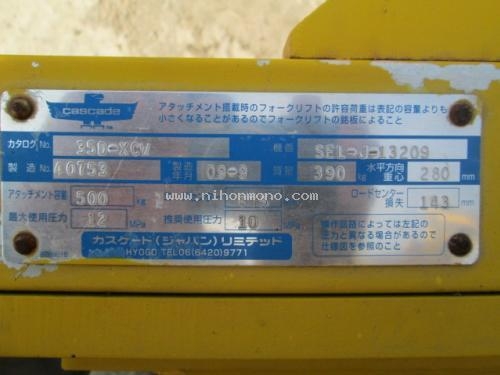 cascade
アタッチメント搭載時のフォークリフトの許容荷重は表記の容量よりも
小さくなることがあるのでフォークリフトの銘板によること
カタログ No. 35D-XCV 機番 SEL-J-13209
製造 No. 40753 製造年月 09-9 質量 390 kg 水平方向重心 280 mm
アタッチメント容量 500 kg ロードセンター損失 143 mm
www.nihonmono.com
最大使用圧力 12 MPa 推奨使用圧力 10 MPa
操作回路によっては左記の
圧力と異なる場合があるので
仕様図を参照のこと
カスケード(ジャパン)リミテッド
HYOGO TEL06(6420)9771